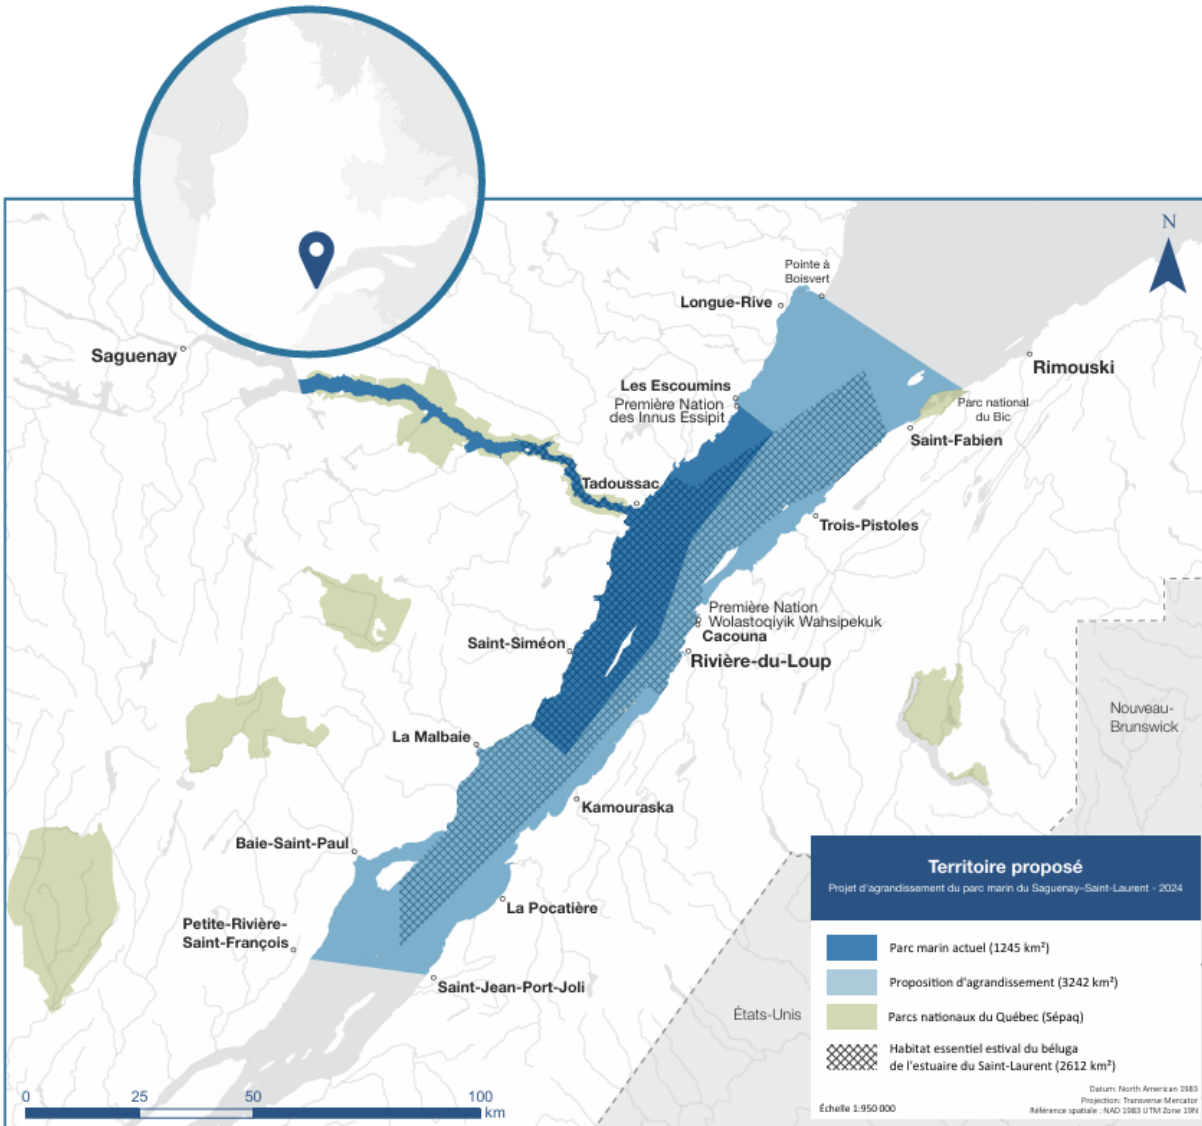 N
Pointe à
Boisvert
Longue-Rive
Saguenay
Rimouski
Les Escoumins
Première Nation
des Innus Essipit
Parc national
du Bic
Saint-Fabien
Tadoussac
Trois-Pistoles
Première Nation
Wolastoqiyik Wahsipekuk
Cacouna
Saint-Siméon
Rivière-du-Loup
Nouveau-
Brunswick
La Malbaie
Kamouraska
Baie-Saint-Paul
La Pocatière
Petite-Rivière-
Saint-François
Saint-Jean-Port-Joli
États-Unis
0 25 50 100
km
Territoire proposé
Projet d'agrandissement du parc marin du Saguenay–Saint-Laurent - 2024
Parc marin actuel (1245 km²)
Proposition d'agrandissement (3242 km²)
Parcs nationaux du Québec (Sépaq)
Habitat essentiel estival du béluga
de l'estuaire du Saint-Laurent (2612 km²)
Échelle 1:950 000
Datum: North American 1983
Projection: Transverse Mercator
Référence spatiale : NAD 1983 UTM Zone 19N